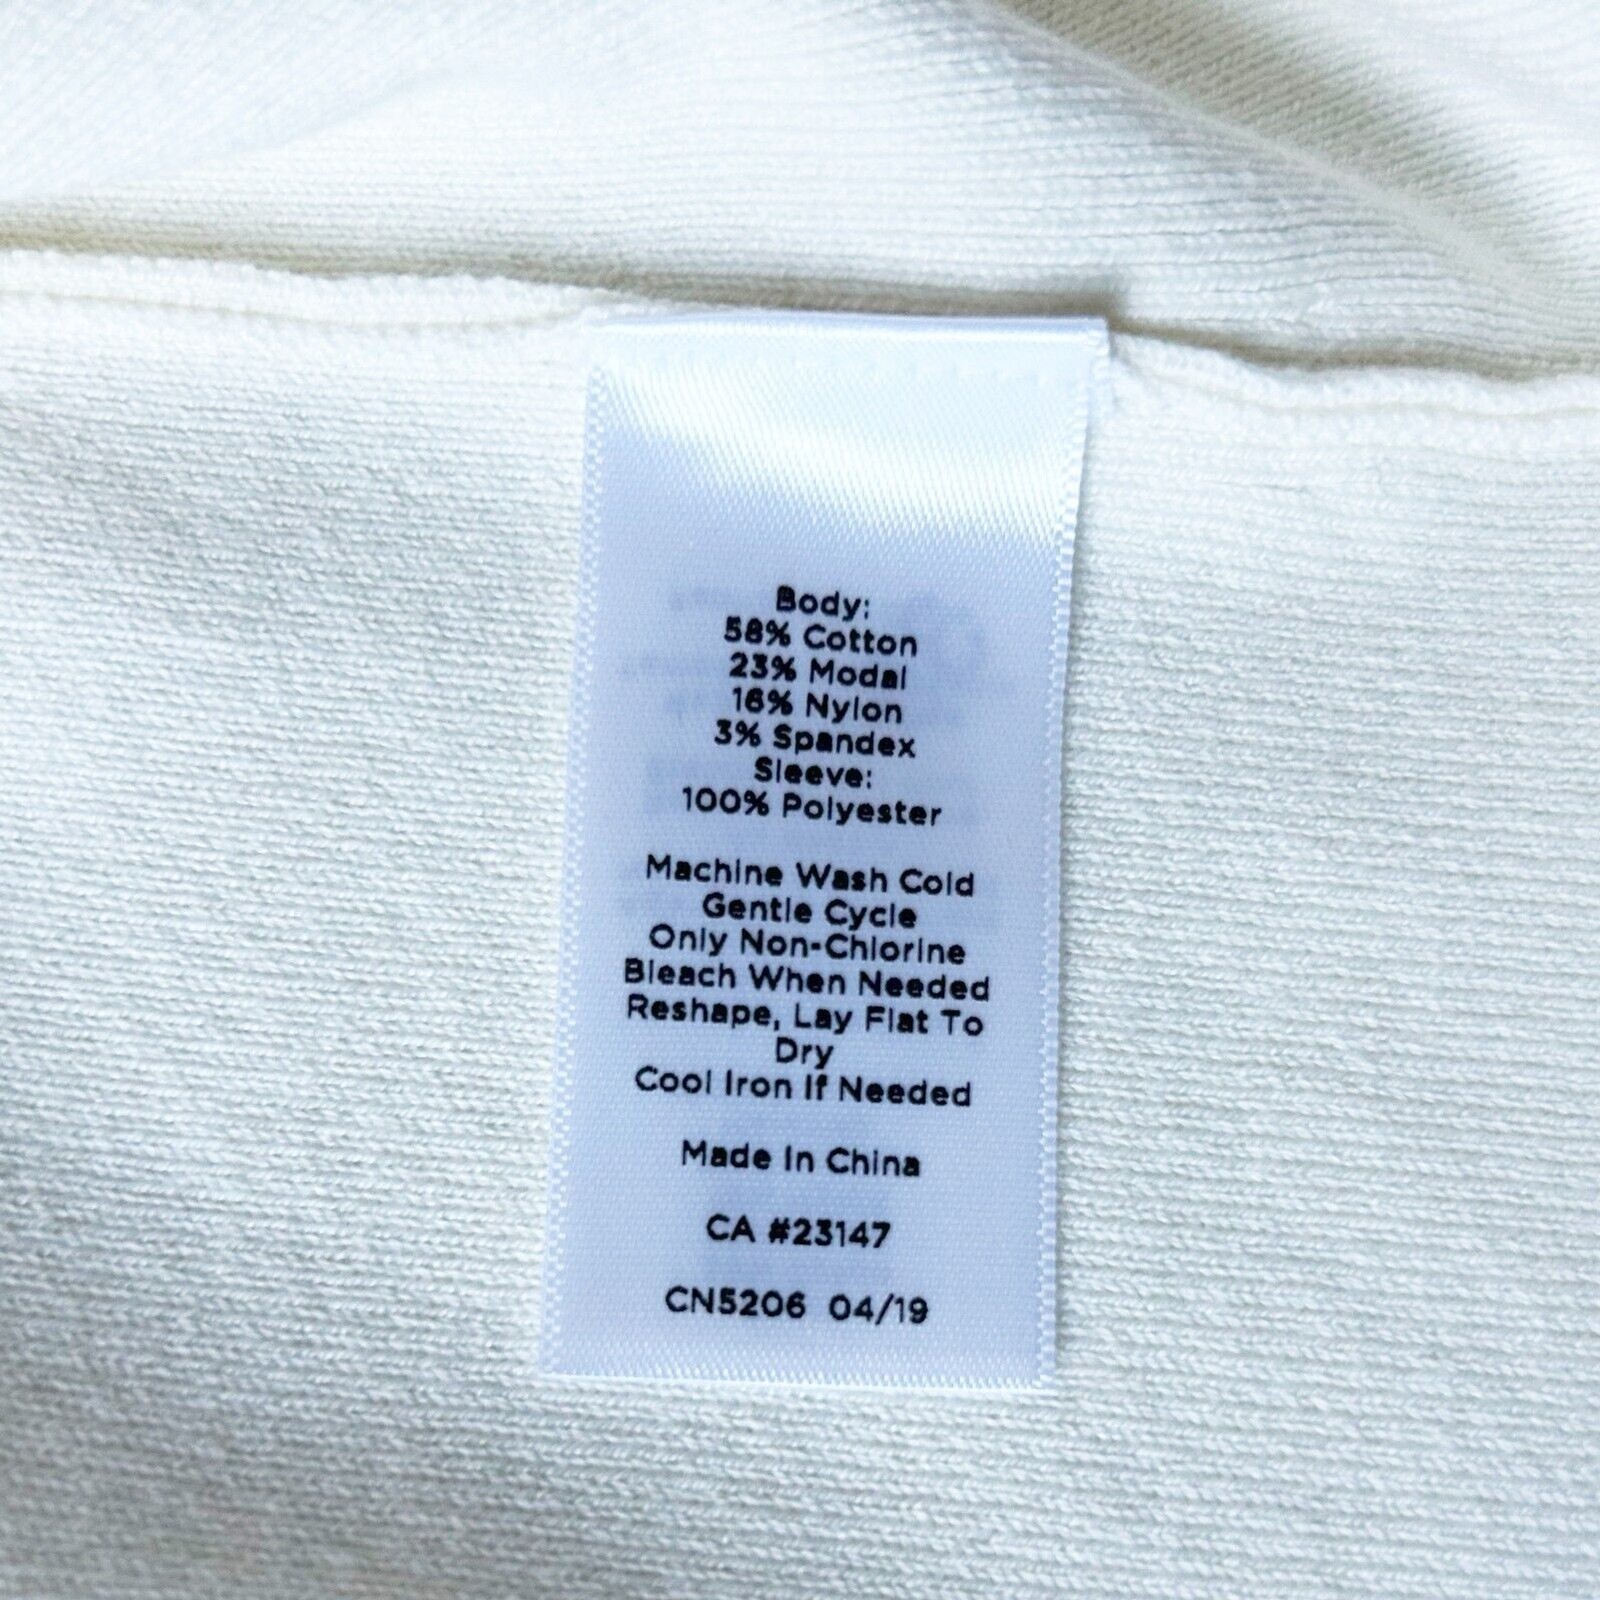 Body:
58% Cotton
23% Modal
16% Nylon
3% Spandex
Sleeve:
100% Polyester
Machine Wash Cold
Gentle Cycle
Only Non-Chlorine
Bleach When Needed
Reshape, Lay Flat To
Dry
Cool Iron If Needed
Made In China
CA #23147
CN5206 04/19